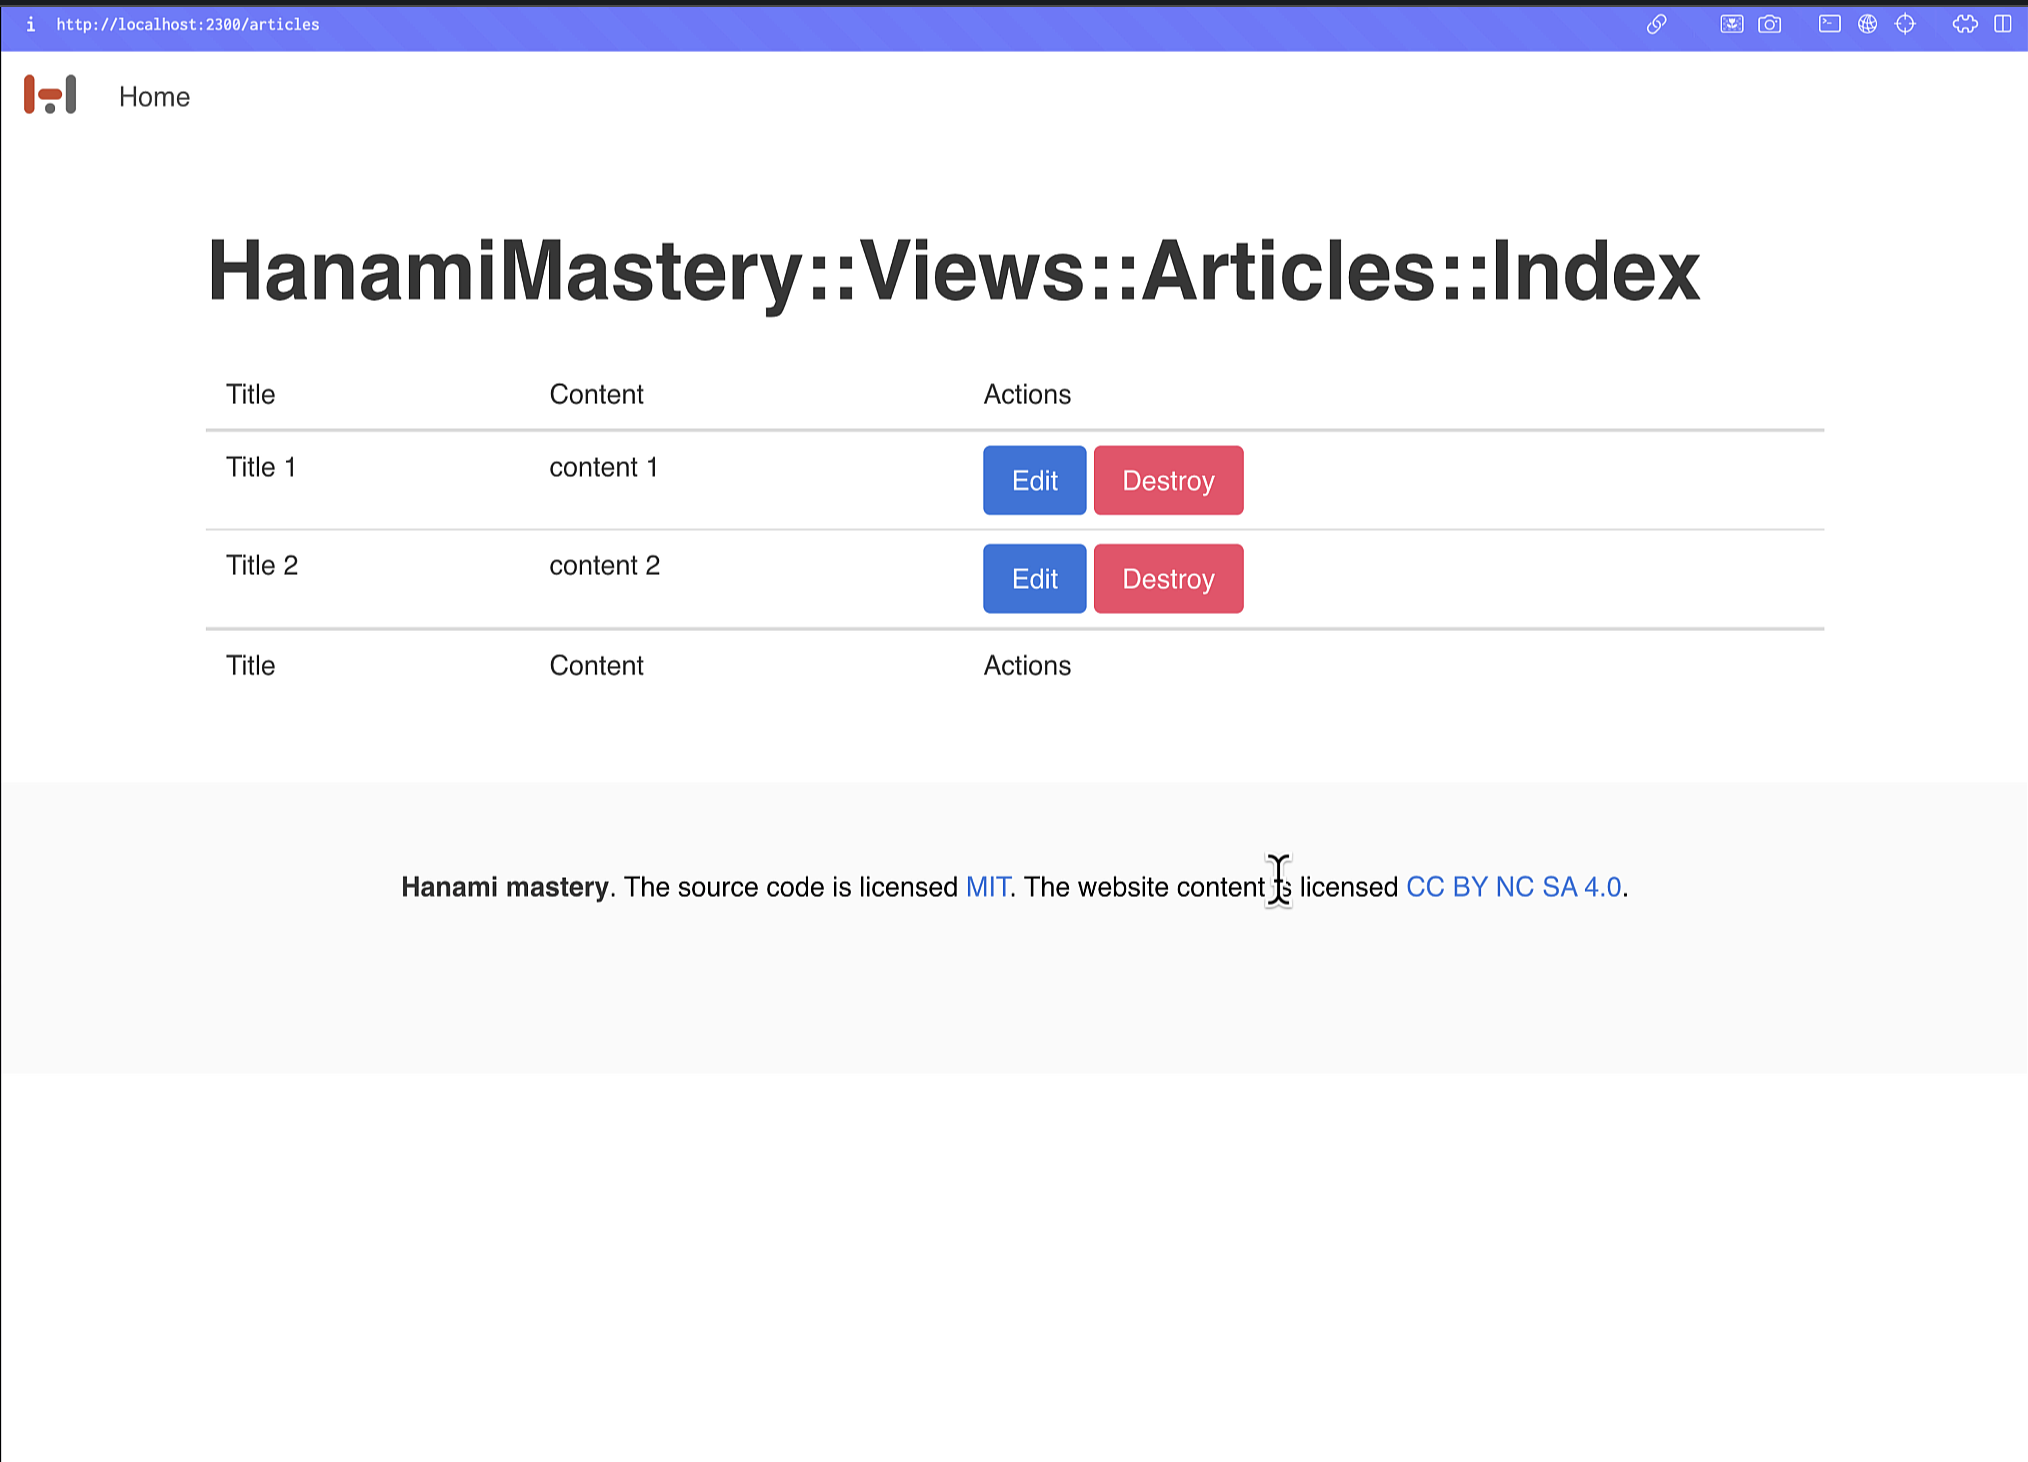 i http://localhost:2300/articles
Home
HanamiMastery::Views::Articles::Index
Title Content Actions
Title 1 content 1 Edit Destroy
Title 2 content 2 Edit Destroy
Title Content Actions
Hanami mastery. The source code is licensed MIT. The website content is licensed CC BY NC SA 4.0.